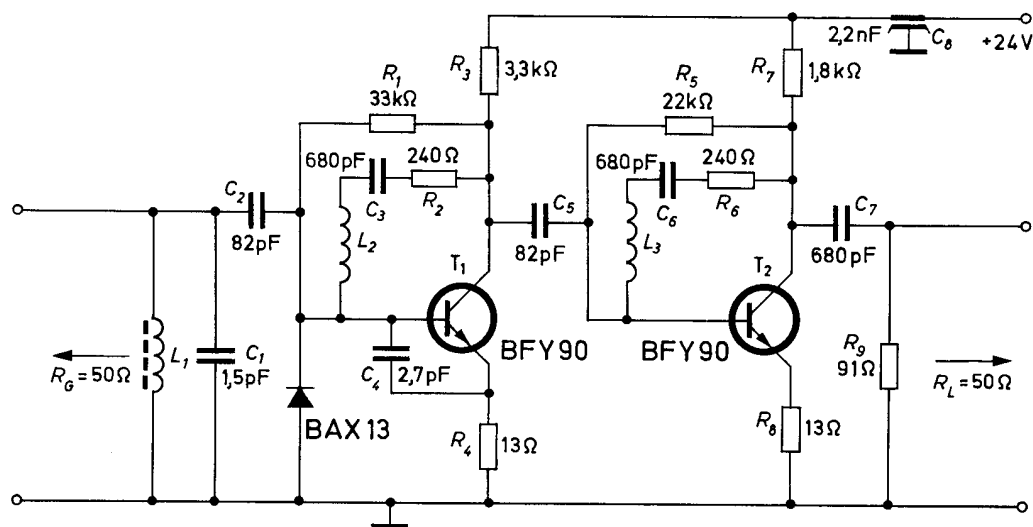 2,2nF
C₈
+24V
R₃
3,3kΩ
R₇
1,8kΩ
R₁
33kΩ
R₅
22kΩ
680pF
240Ω
C₃
R₂
680pF
240Ω
C₆
R₆
C₂
82pF
L₂
C₅
82pF
L₃
C₇
680pF
T₁
BFY90
T₂
BFY90
L₁
C₁
1,5pF
R_G = 50Ω
C₄
2,7pF
BAX13
R₄
13Ω
R₈
13Ω
R₉
91Ω
R_L = 50Ω